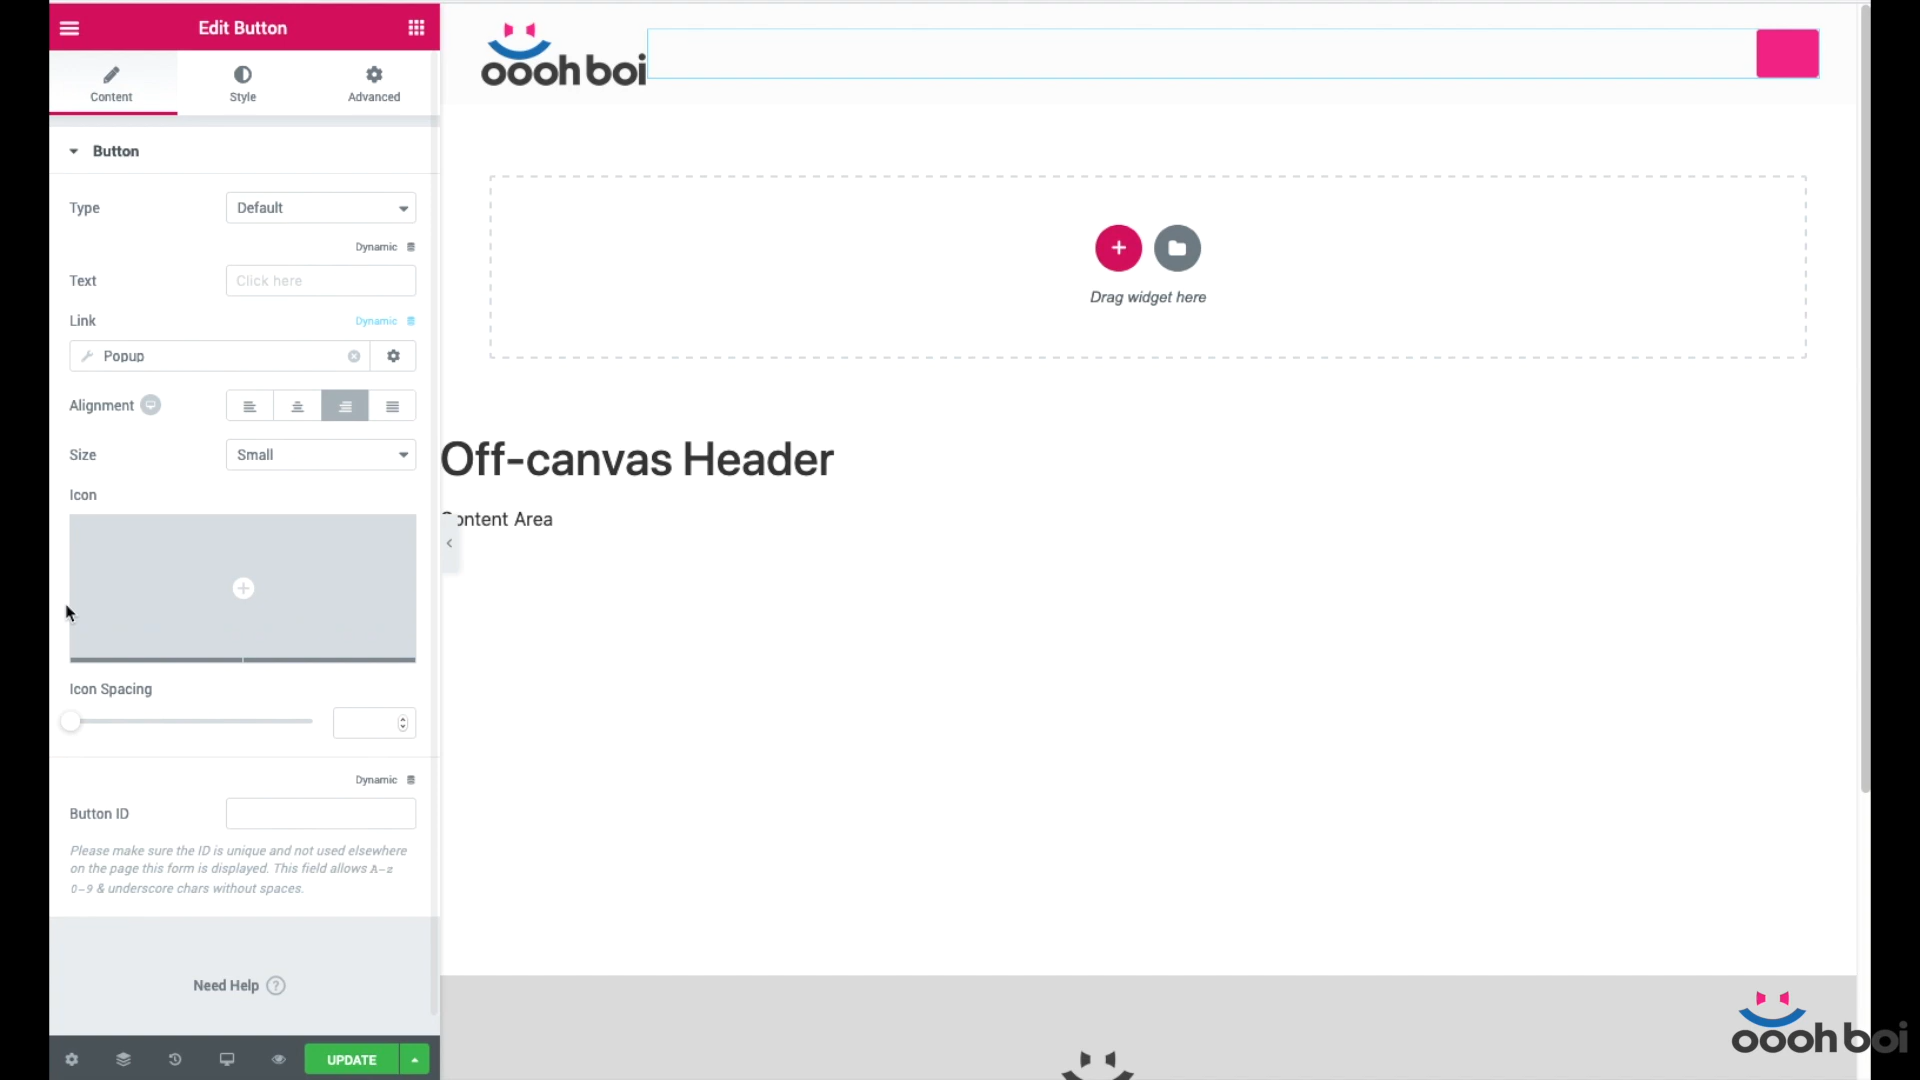 Edit Button
Content
Style
Advanced
Button
Type
Default
Dynamic
Text
Click here
Link
Dynamic
Popup
Alignment
Size
Small
Icon
Icon Spacing
Dynamic
Button ID
Please make sure the ID is unique and not used elsewhere
on the page this form is displayed. This field allows A-z
0-9 & underscore chars without spaces.
Need Help
UPDATE
oooh boi
Drag widget here
Off-canvas Header
Content Area
oooh boi